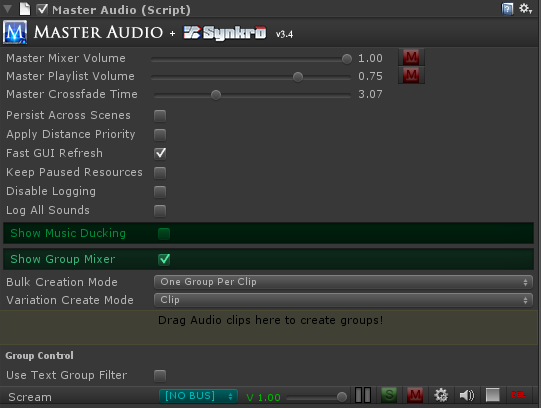 Master Audio (Script)
MASTER AUDIO + Synkro v3.4
Master Mixer Volume 1.00 M
Master Playlist Volume 0.75 M
Master Crossfade Time 3.07
Persist Across Scenes
Apply Distance Priority
Fast GUI Refresh
Keep Paused Resources
Disable Logging
Log All Sounds
Show Music Ducking
Show Group Mixer
Bulk Creation Mode One Group Per Clip
Variation Create Mode Clip
Drag Audio clips here to create groups!
Group Control
Use Text Group Filter
Scream [NO BUS] V 1.00 S M